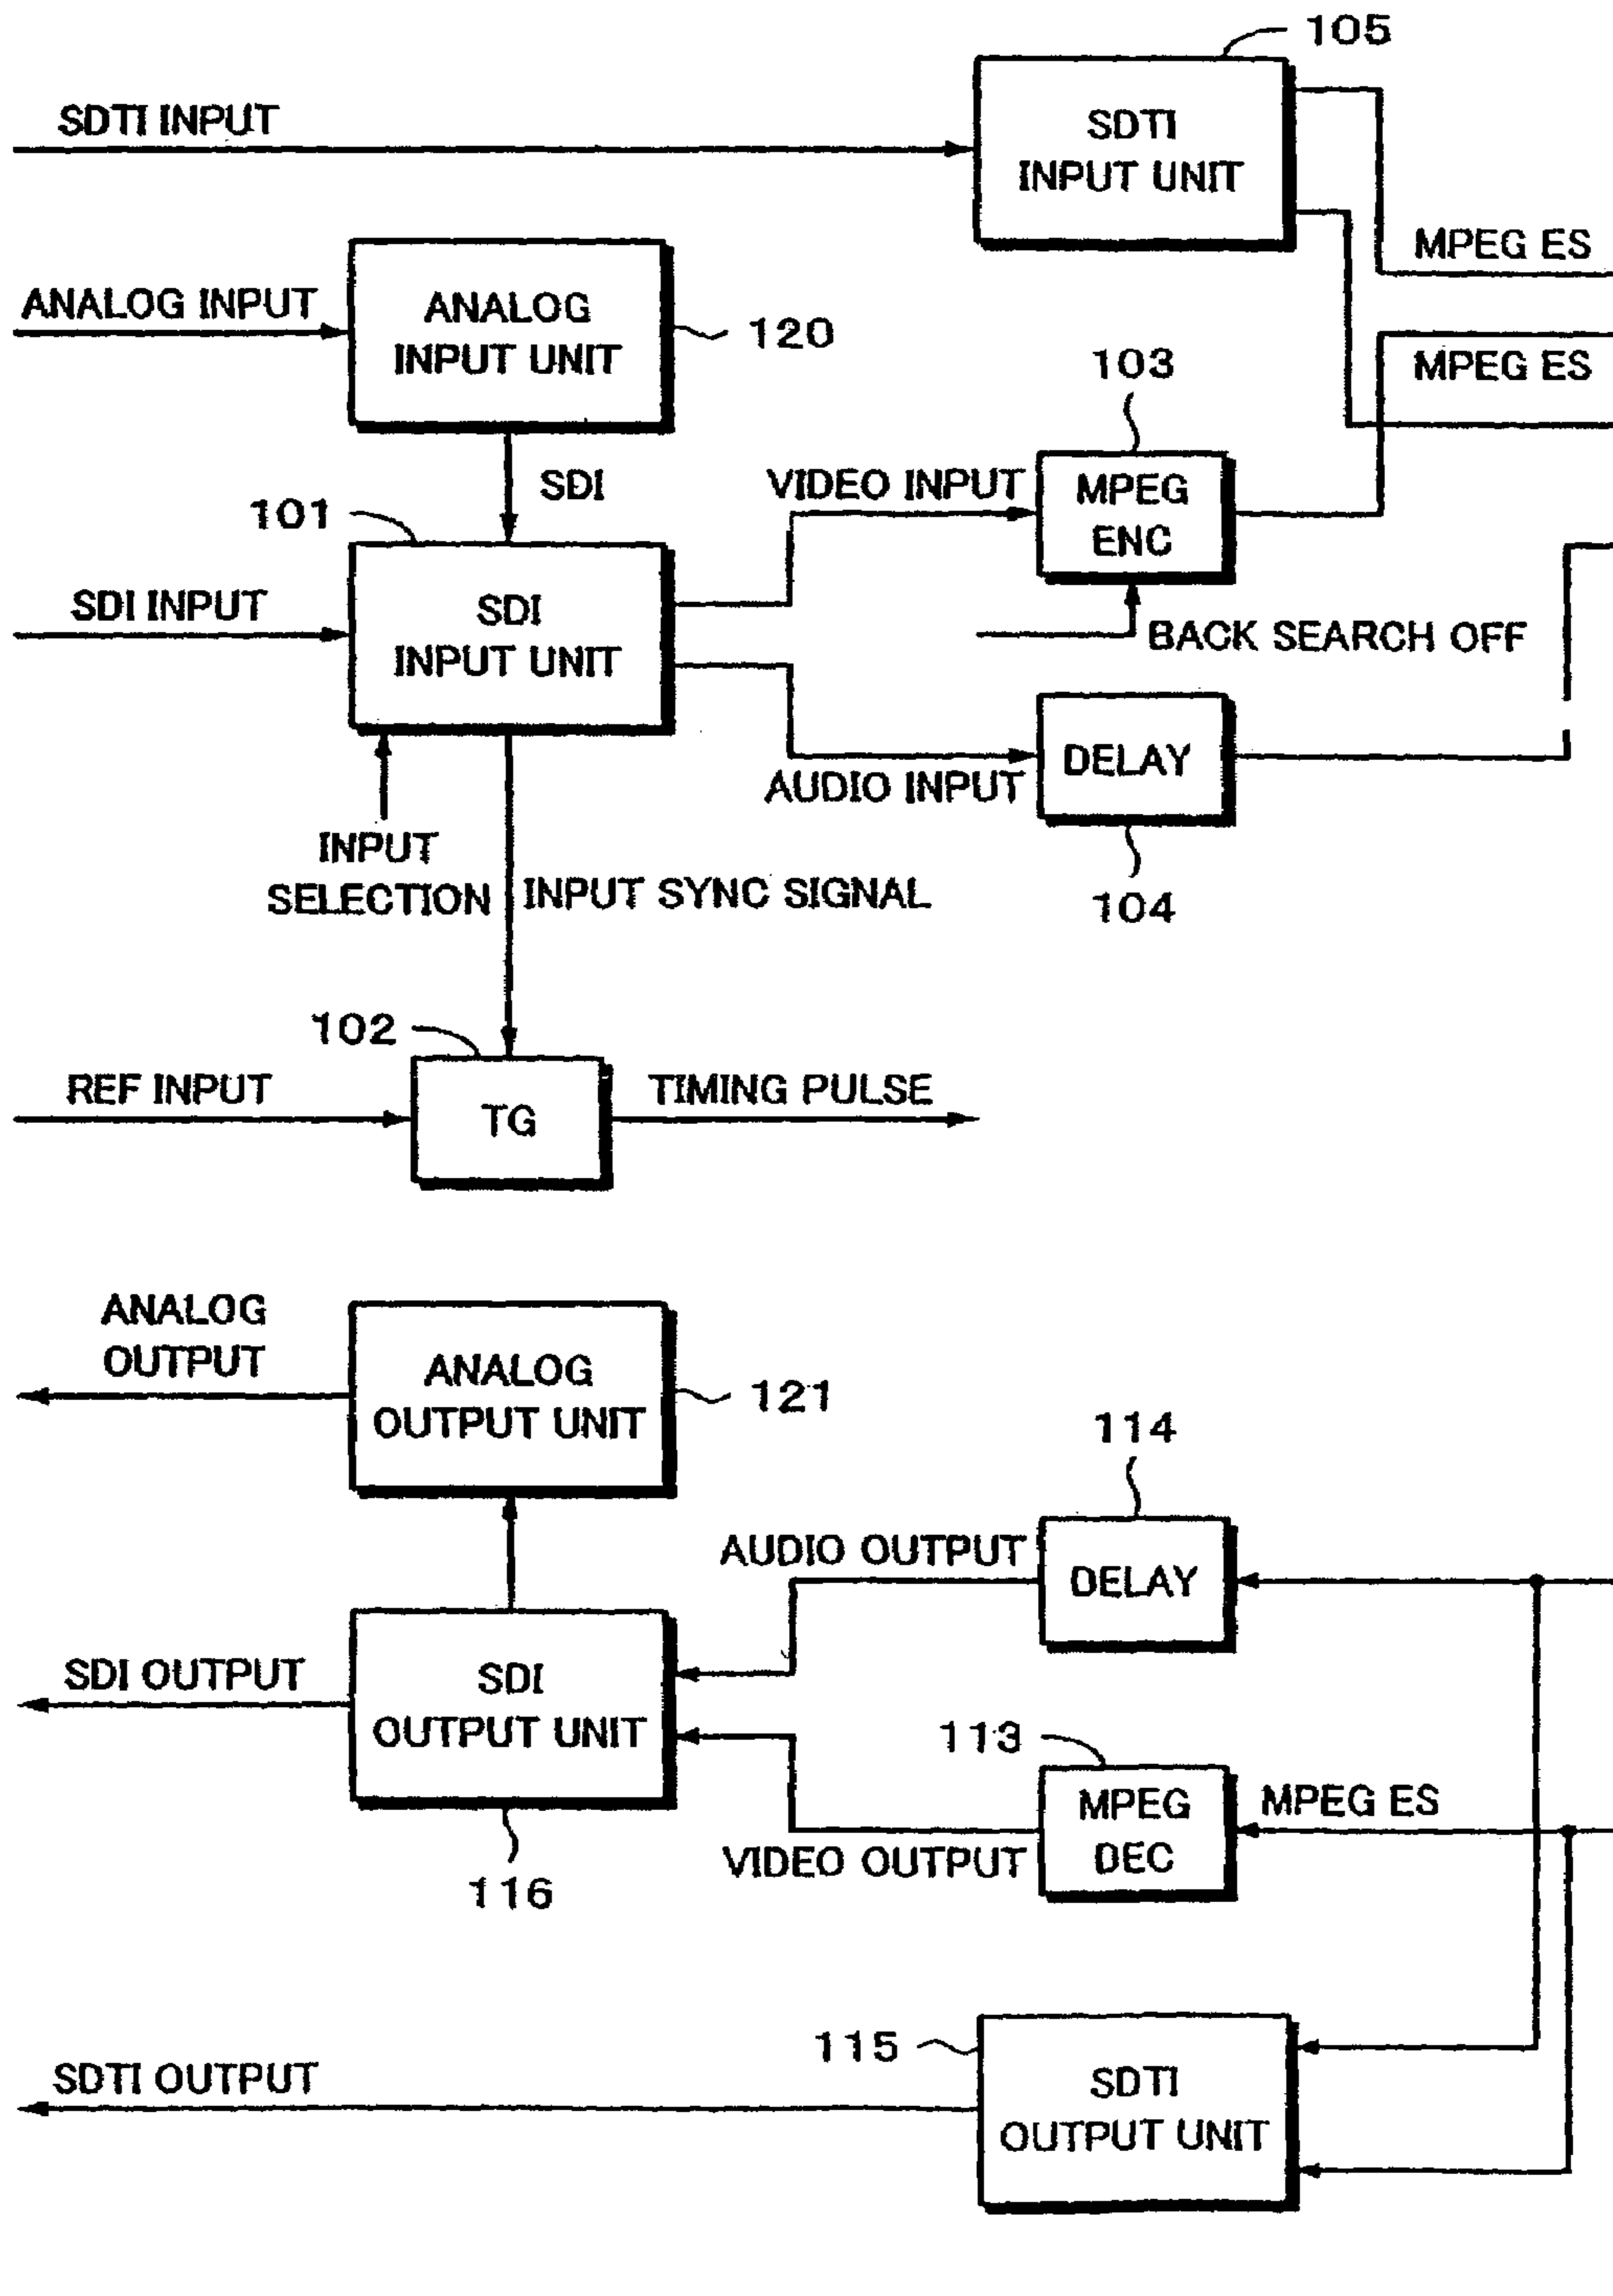 105
SDTI INPUT
SDTI
INPUT UNIT
MPEG ES
ANALOG INPUT
ANALOG
INPUT UNIT
120
MPEG ES
103
SDI
VIDEO INPUT
MPEG
ENC
101
SDI INPUT
SDI
INPUT UNIT
BACK SEARCH OFF
AUDIO INPUT
DELAY
104
INPUT
SELECTION
INPUT SYNC SIGNAL
102
REF INPUT
TG
TIMING PULSE
ANALOG
OUTPUT
ANALOG
OUTPUT UNIT
121
114
AUDIO OUTPUT
DELAY
SDI OUTPUT
SDI
OUTPUT UNIT
113
MPEG
DEC
MPEG ES
VIDEO OUTPUT
116
115
SDTI OUTPUT
SDTI
OUTPUT UNIT